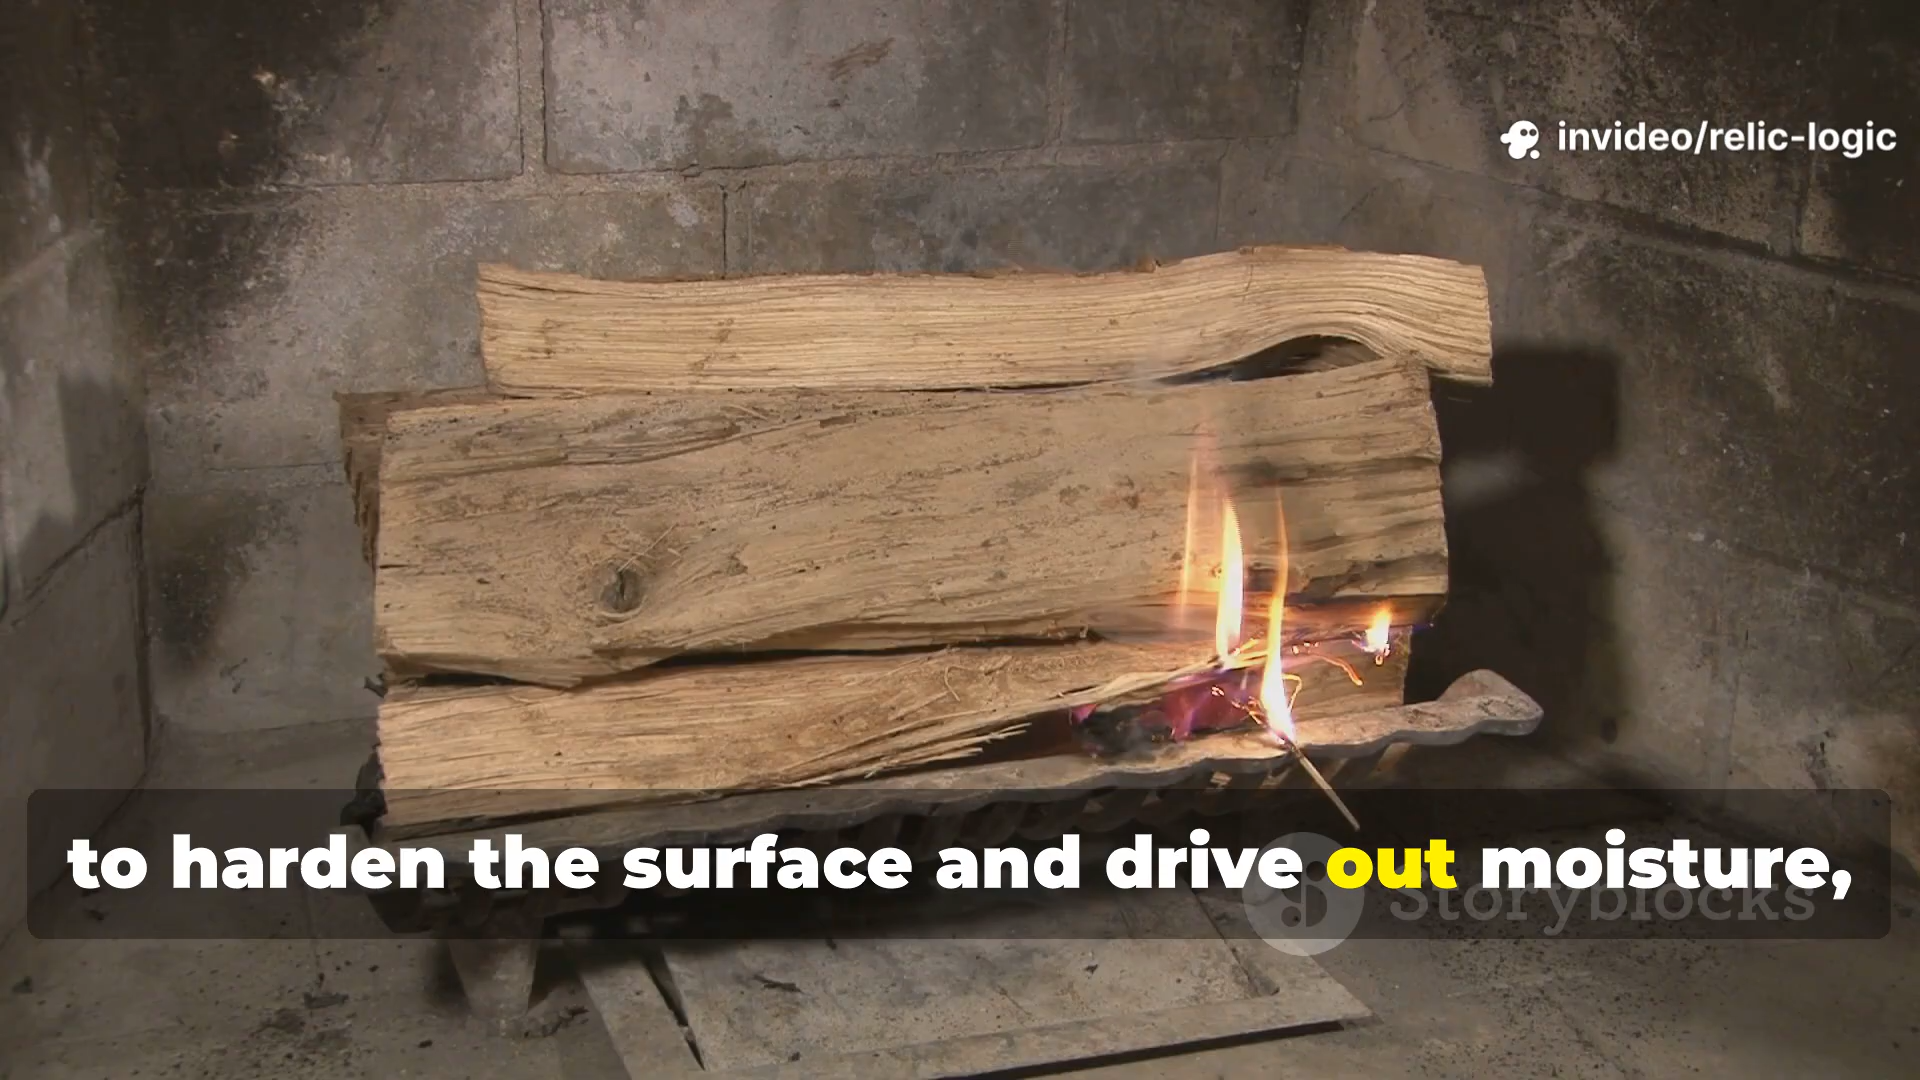 invideo/relic-logic
to harden the surface and drive out moisture,
Storyblocks